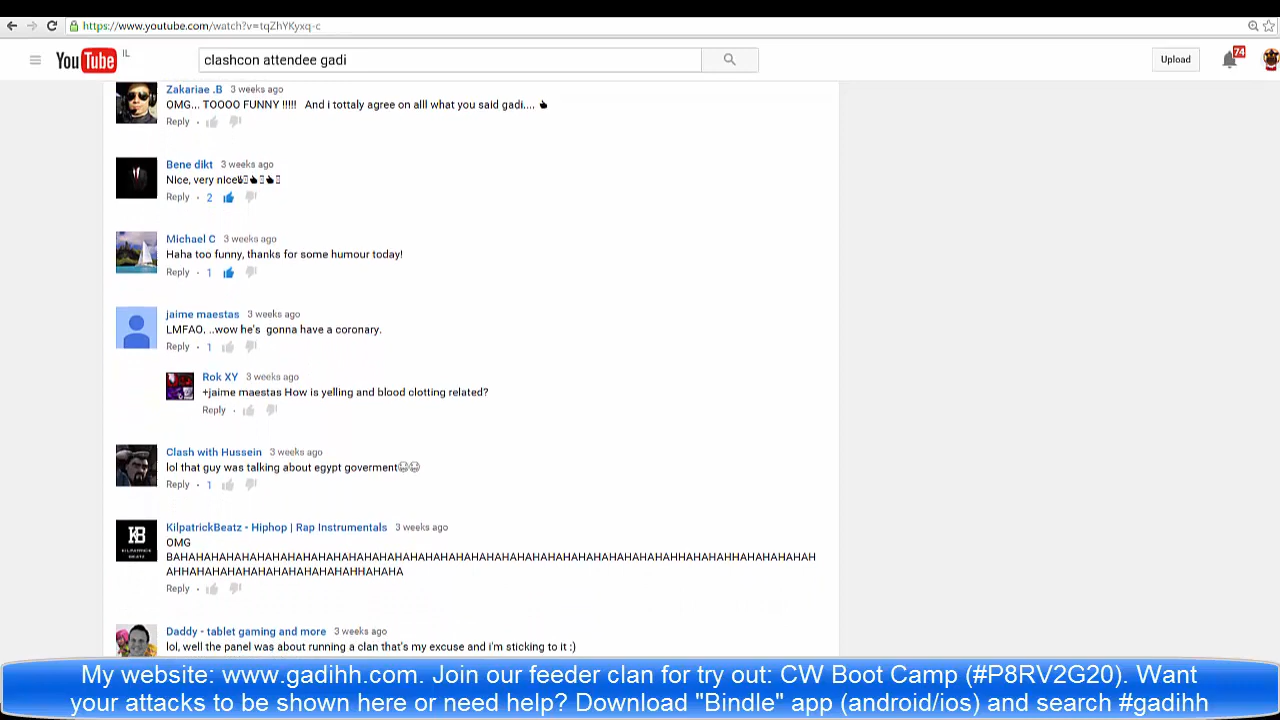 https://www.youtube.com/watch?v=tqZhYKyxq-c
YouTube IL
clashcon attendee gadi
Upload
74
Zakariae .B 3 weeks ago
OMG... TOOOO FUNNY !!!!! And i tottaly agree on alll what you said gadi....
Reply
Bene dikt 3 weeks ago
Nice, very nice!!
Reply · 2
Michael C 3 weeks ago
Haha too funny, thanks for some humour today!
Reply · 1
jaime maestas 3 weeks ago
LMFAO. ..wow he's gonna have a coronary.
Reply · 1
Rok XY 3 weeks ago
+jaime maestas How is yelling and blood clotting related?
Reply ·
Clash with Hussein 3 weeks ago
lol that guy was talking about egypt goverment
Reply · 1
KilpatrickBeatz - Hiphop | Rap Instrumentals 3 weeks ago
OMG
Reply ·
Daddy - tablet gaming and more 3 weeks ago
lol, well the panel was about running a clan that's my excuse and i'm sticking to it :)
My website: www.gadihh.com. Join our feeder clan for try out: CW Boot Camp (#P8RV2G20). Want
your attacks to be shown here or need help? Download "Bindle" app (android/ios) and search #gadihh